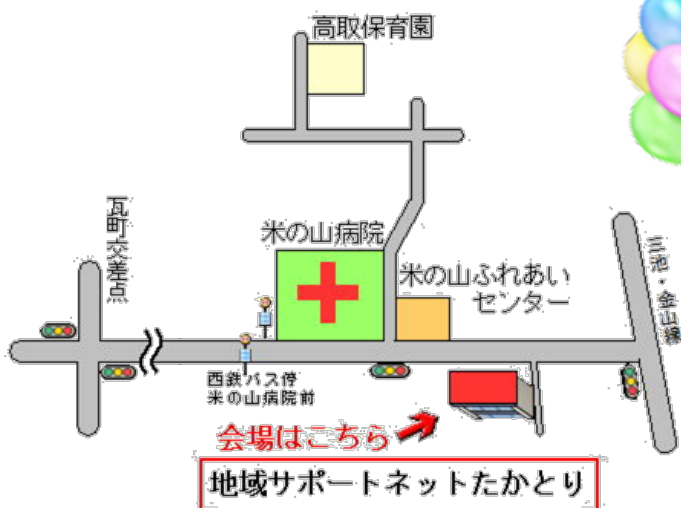 高取保育園
瓦町交差点
米の山病院
米の山ふれあい
センター
三池・金山線
西鉄バス停
米の山病院前
会場はこちら
地域サポートネットたかとり